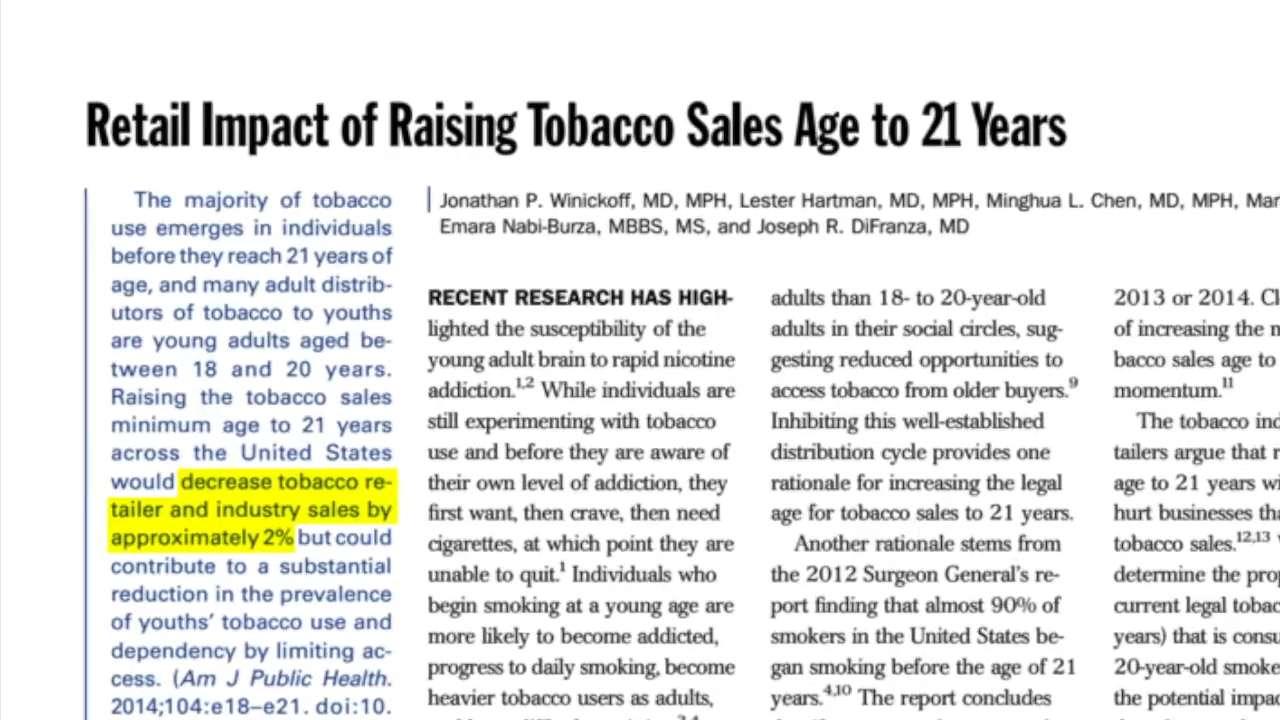 Retail Impact of Raising Tobacco Sales Age to 21 Years
The majority of tobacco
use emerges in individuals
before they reach 21 years of
age, and many adult distrib-
utors of tobacco to youths
are young adults aged be-
tween 18 and 20 years.
Raising the tobacco sales
minimum age to 21 years
across the United States
would decrease tobacco re-
tailer and industry sales by
approximately 2% but could
contribute to a substantial
reduction in the prevalence
of youths' tobacco use and
dependency by limiting ac-
cess. (Am J Public Health.
2014;104:e18–e21. doi:10.
Jonathan P. Winickoff, MD, MPH, Lester Hartman, MD, MPH, Minghua L. Chen, MD, MPH, Mar
Emara Nabi-Burza, MBBS, MS, and Joseph R. DiFranza, MD
RECENT RESEARCH HAS HIGH-
lighted the susceptibility of the
young adult brain to rapid nicotine
addiction.1,2 While individuals are
still experimenting with tobacco
use and before they are aware of
their own level of addiction, they
first want, then crave, then need
cigarettes, at which point they are
unable to quit.1 Individuals who
begin smoking at a young age are
more likely to become addicted,
progress to daily smoking, become
heavier tobacco users as adults,
adults than 18- to 20-year-old
adults in their social circles, sug-
gesting reduced opportunities to
access tobacco from older buyers.9
Inhibiting this well-established
distribution cycle provides one
rationale for increasing the legal
age for tobacco sales to 21 years.
Another rationale stems from
the 2012 Surgeon General's re-
port finding that almost 90% of
smokers in the United States be-
gan smoking before the age of 21
years.4,10 The report concludes
2013 or 2014. Cl
of increasing the m
bacco sales age to
momentum.11
The tobacco ind
tailers argue that r
age to 21 years wi
hurt businesses tha
tobacco sales.12,13
determine the prop
current legal tobac
years) that is consu
20-year-old smoke
the potential impac